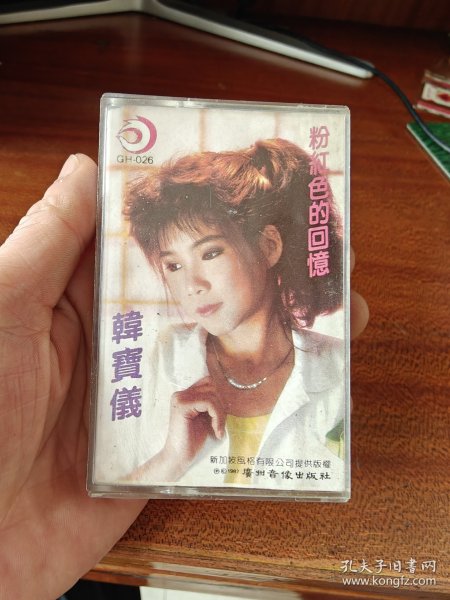 GH-026
粉紅色的回憶
韓寶儀
新加坡風格有限公司提供版權
℗©1987 廣州音像出版社
孔夫子旧书网
www.kongfz.com